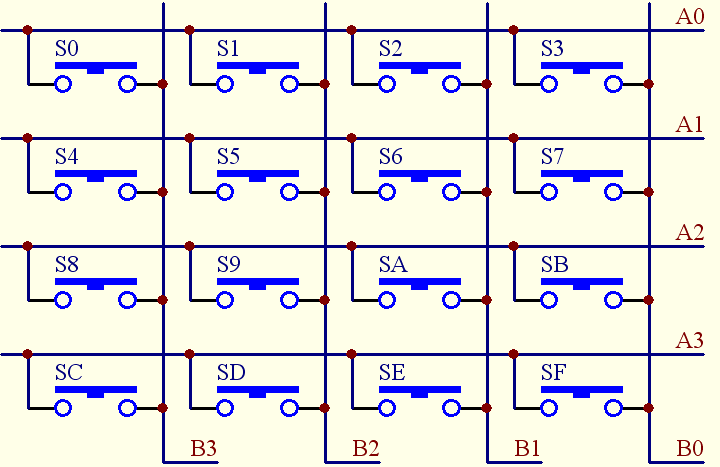 A0
S0 S1 S2 S3
A1
S4 S5 S6 S7
A2
S8 S9 SA SB
A3
SC SD SE SF
B3 B2 B1 B0